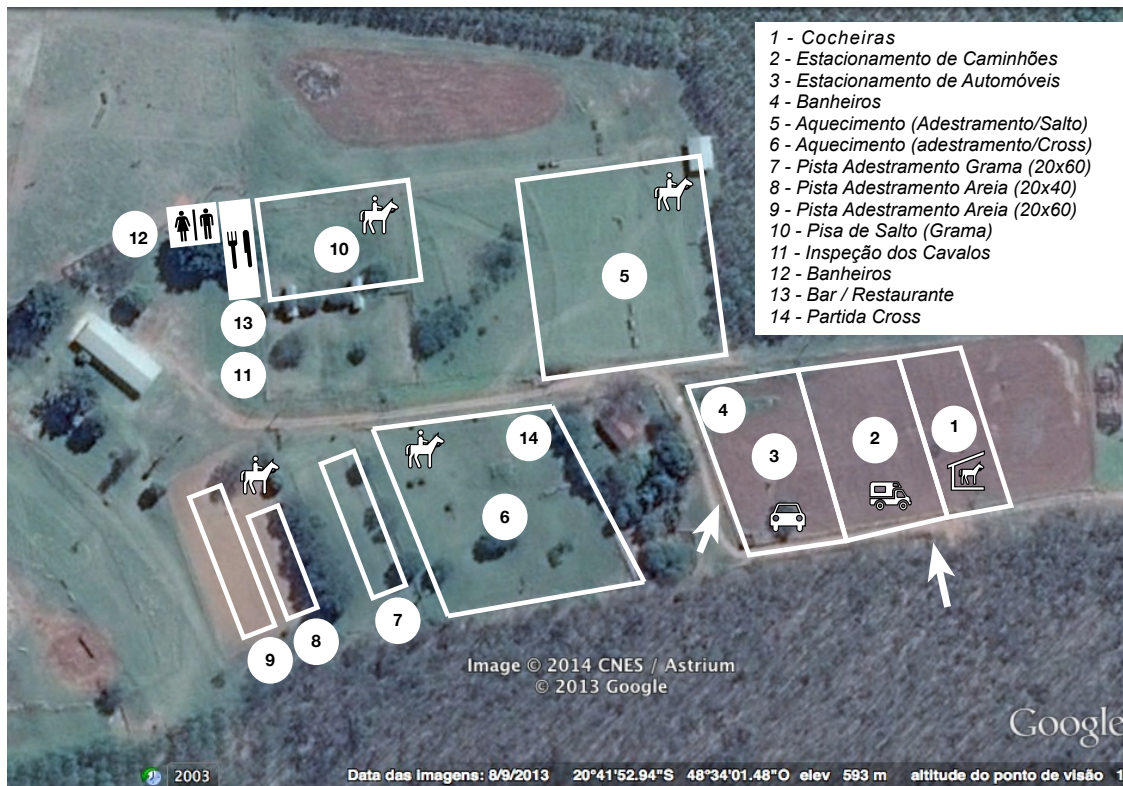 1 - Cocheiras
2 - Estacionamento de Caminhões
3 - Estacionamento de Automóveis
4 - Banheiros
5 - Aquecimento (Adestramento/Salto)
6 - Aquecimento (adestramento/Cross)
7 - Pista Adestramento Grama (20x60)
8 - Pista Adestramento Areia (20x40)
9 - Pista Adestramento Areia (20x60)
10 - Pisa de Salto (Grama)
11 - Inspeção dos Cavalos
12 - Banheiros
13 - Bar / Restaurante
14 - Partida Cross
12
10
5
13
11
4
14
3
2
1
6
7
8
9
Image © 2014 CNES / Astrium
© 2013 Google
Google
2003 Data das imagens: 8/9/2013 20°41'52.94"S 48°34'01.48"O elev 593 m altitude do ponto de visão 1